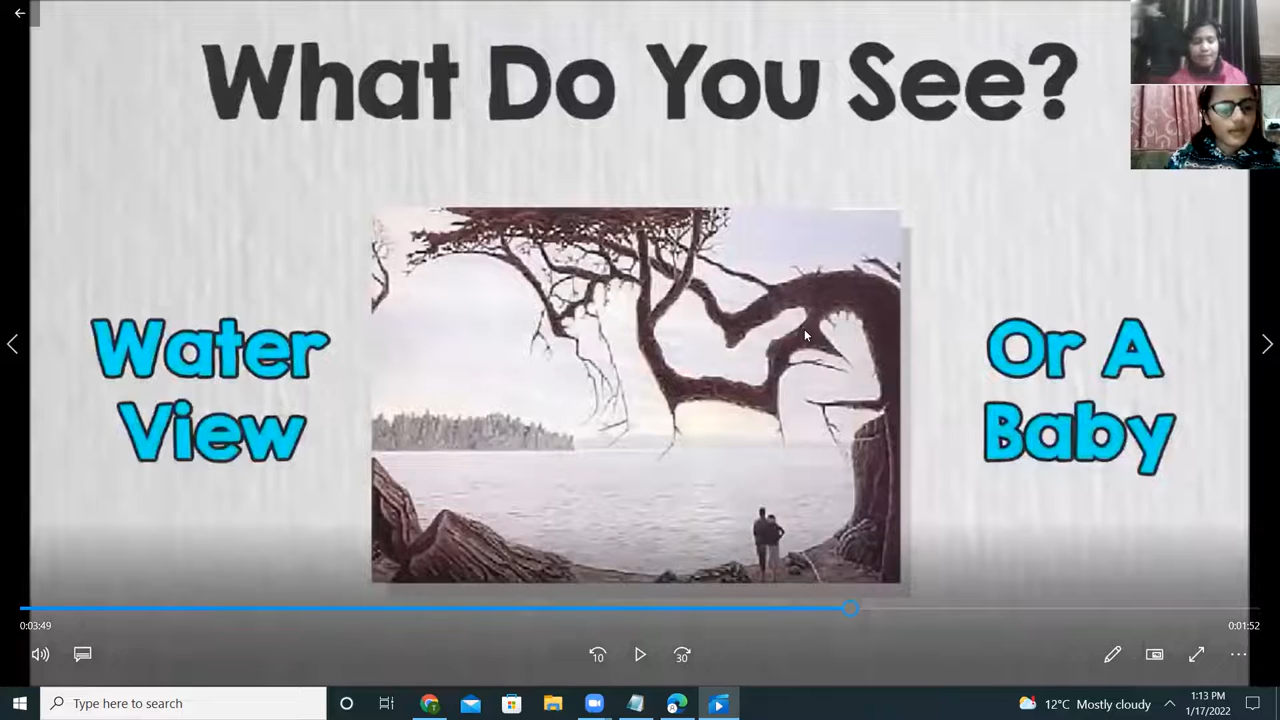 What Do You See?
Water
View
Or A
Baby
0:03:49
0:01:52
10
30
Type here to search
12°C Mostly cloudy
1:13 PM
1/17/2022